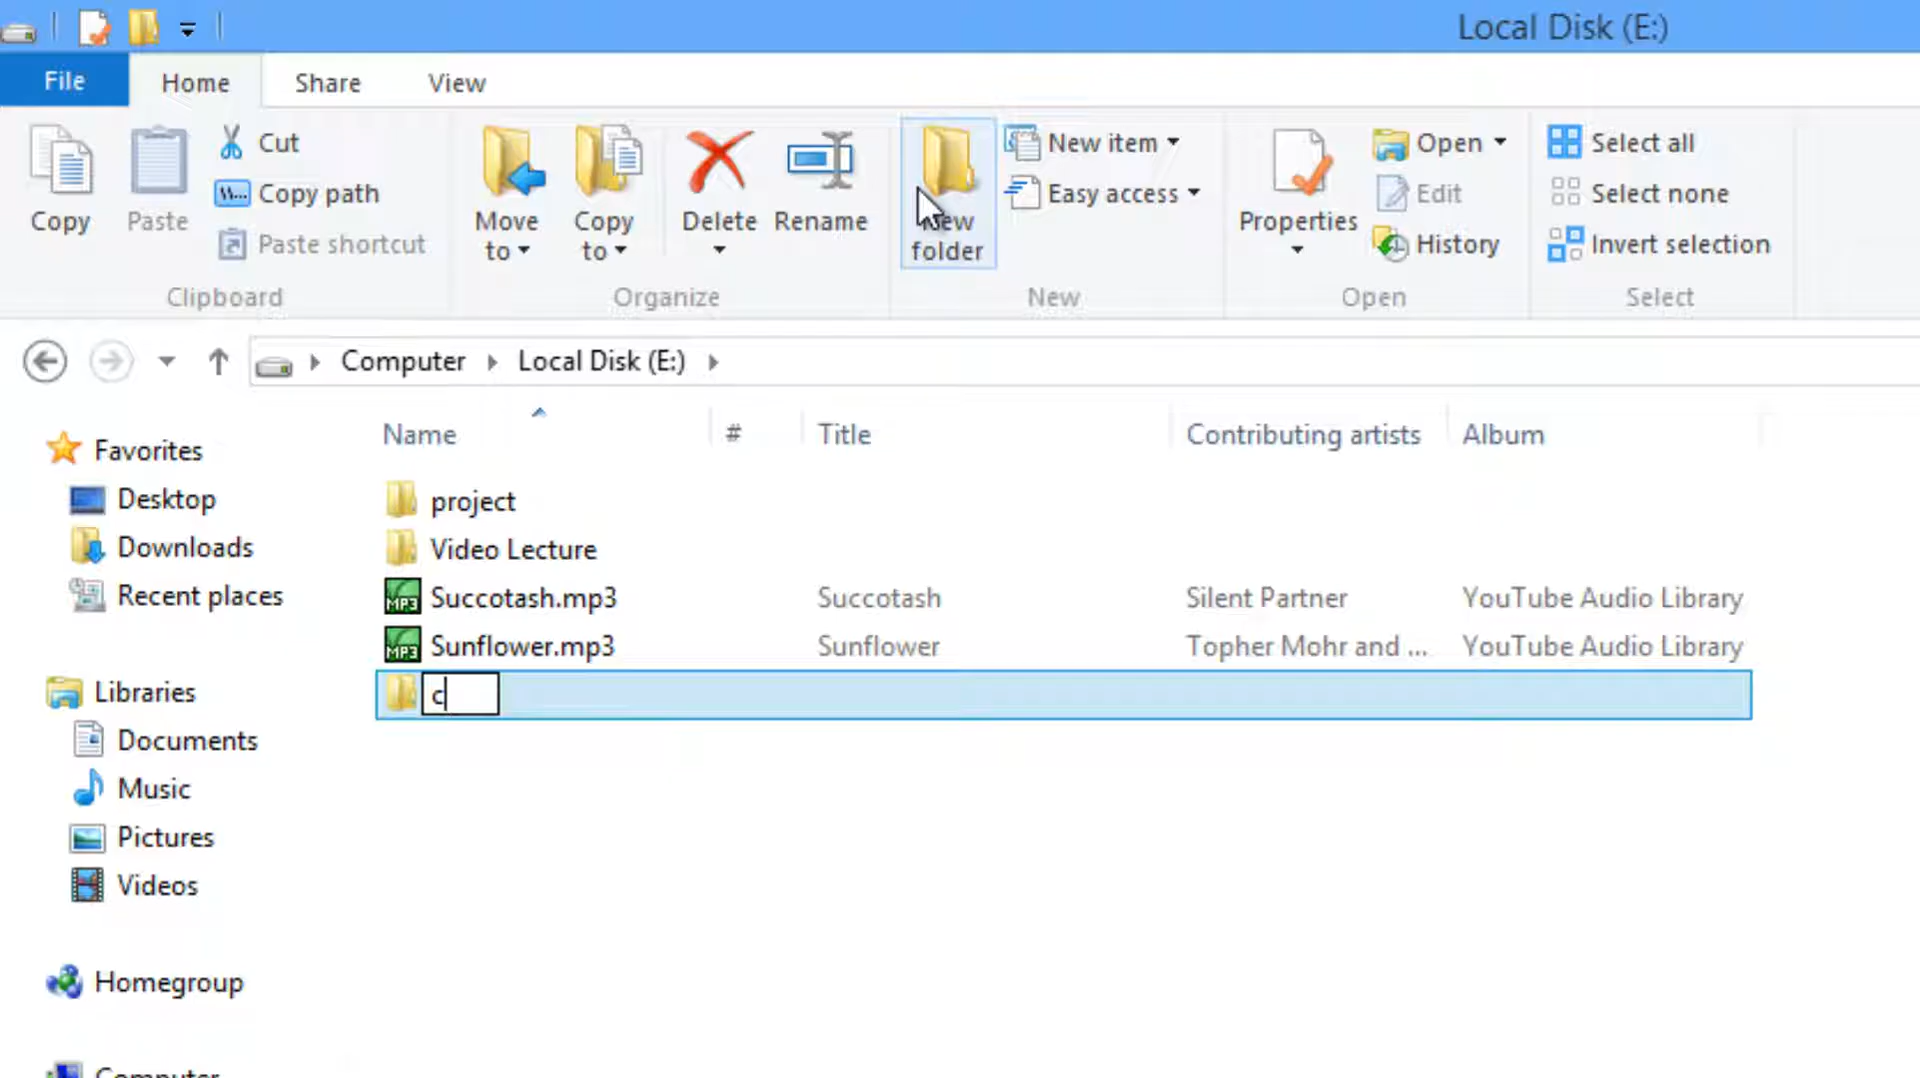 Local Disk (E:)
File Home Share View
Copy
Paste
Cut
Copy path
Paste shortcut
Clipboard
Move to
Copy to
Delete
Rename
Organize
New folder
New item
Easy access
New
Properties
Open
Edit
History
Open
Select all
Select none
Invert selection
Select
Computer Local Disk (E:)
Name # Title Contributing artists Album
Favorites
Desktop
Downloads
Recent places
Libraries
Documents
Music
Pictures
Videos
Homegroup
Computer
project
Video Lecture
MP3 Succotash.mp3 Succotash Silent Partner YouTube Audio Library
MP3 Sunflower.mp3 Sunflower Topher Mohr and ... YouTube Audio Library
c